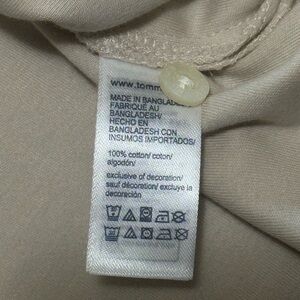 www.tomm
MADE IN BANGLAD
FABRIQUÉ AU
BANGLADESH/
HECHO EN
BANGLADESH CON
INSUMOS IMPORTADOS/
100% cotton/ coton/
algodón/
exclusive of decoration/
sauf décoration/ excluye la
decoración